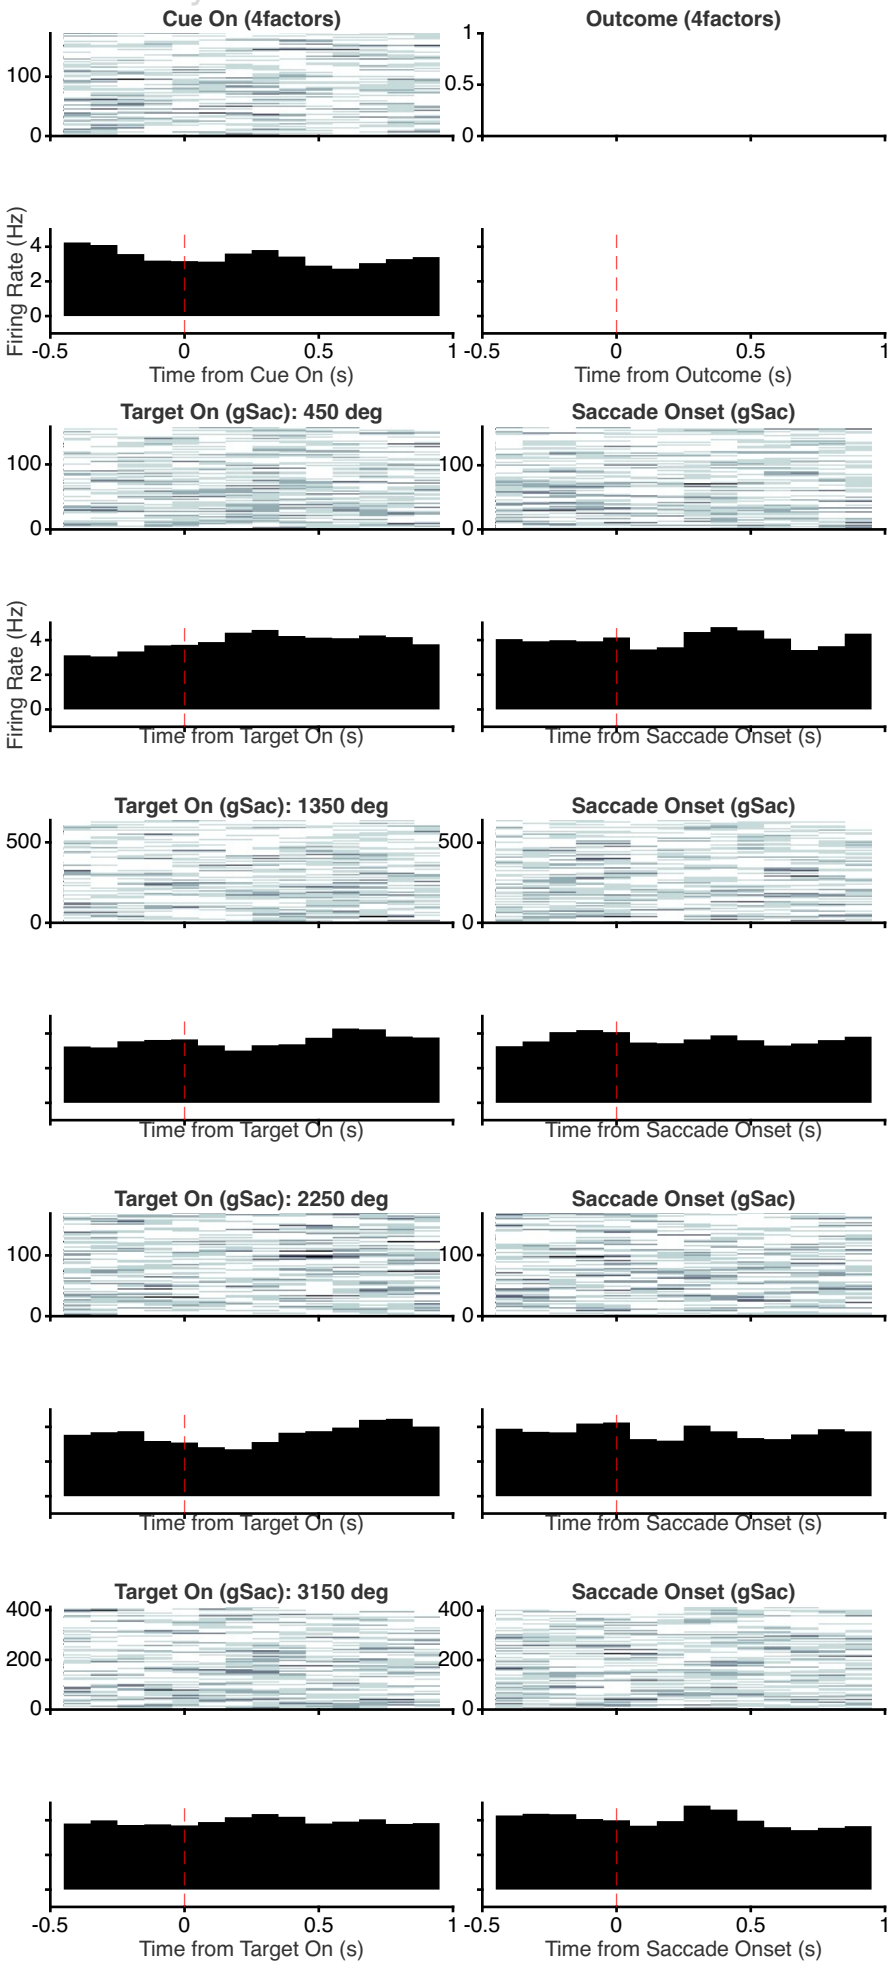 Cue On (4factors)
Outcome (4factors)
100
0
1
0.5
0
Firing Rate (Hz)
4
2
0
-0.5 0 0.5 1
-0.5 0 0.5 1
Time from Cue On (s)
Time from Outcome (s)
Target On (gSac): 450 deg
Saccade Onset (gSac)
100
0
100
0
Firing Rate (Hz)
4
2
0
Time from Target On (s)
Time from Saccade Onset (s)
Target On (gSac): 1350 deg
Saccade Onset (gSac)
500
0
500
0
Time from Target On (s)
Time from Saccade Onset (s)
Target On (gSac): 2250 deg
Saccade Onset (gSac)
100
0
100
0
Time from Target On (s)
Time from Saccade Onset (s)
Target On (gSac): 3150 deg
Saccade Onset (gSac)
400
200
0
400
200
0
-0.5 0 0.5 1
-0.5 0 0.5 1
Time from Target On (s)
Time from Saccade Onset (s)